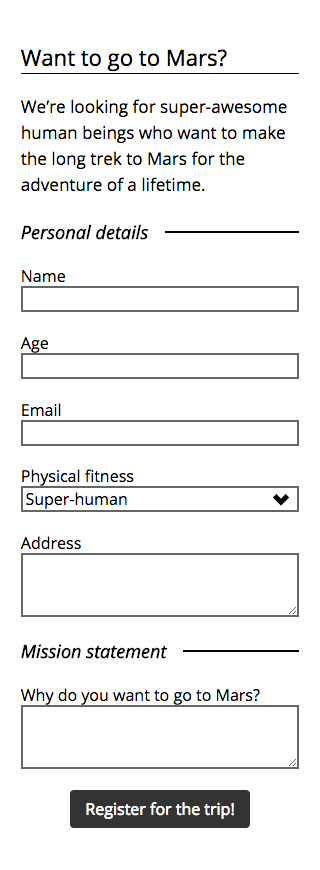 Want to go to Mars?
We’re looking for super-awesome
human beings who want to make
the long trek to Mars for the
adventure of a lifetime.
Personal details
Name
Age
Email
Physical fitness
Super-human
Address
Mission statement
Why do you want to go to Mars?
Register for the trip!